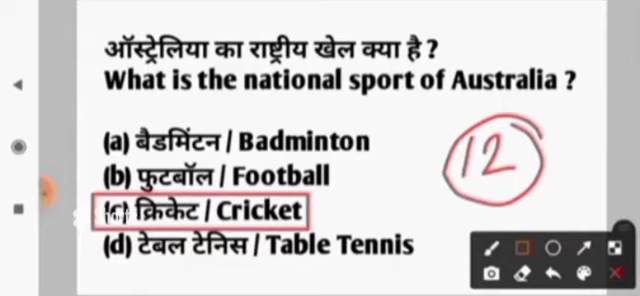 ऑस्ट्रेलिया का राष्ट्रीय खेल क्या है ?
What is the national sport of Australia ?
(a) बैडमिंटन / Badminton
(b) फुटबॉल / Football
(c) क्रिकेट / Cricket
(d) टेबल टेनिस / Table Tennis
12